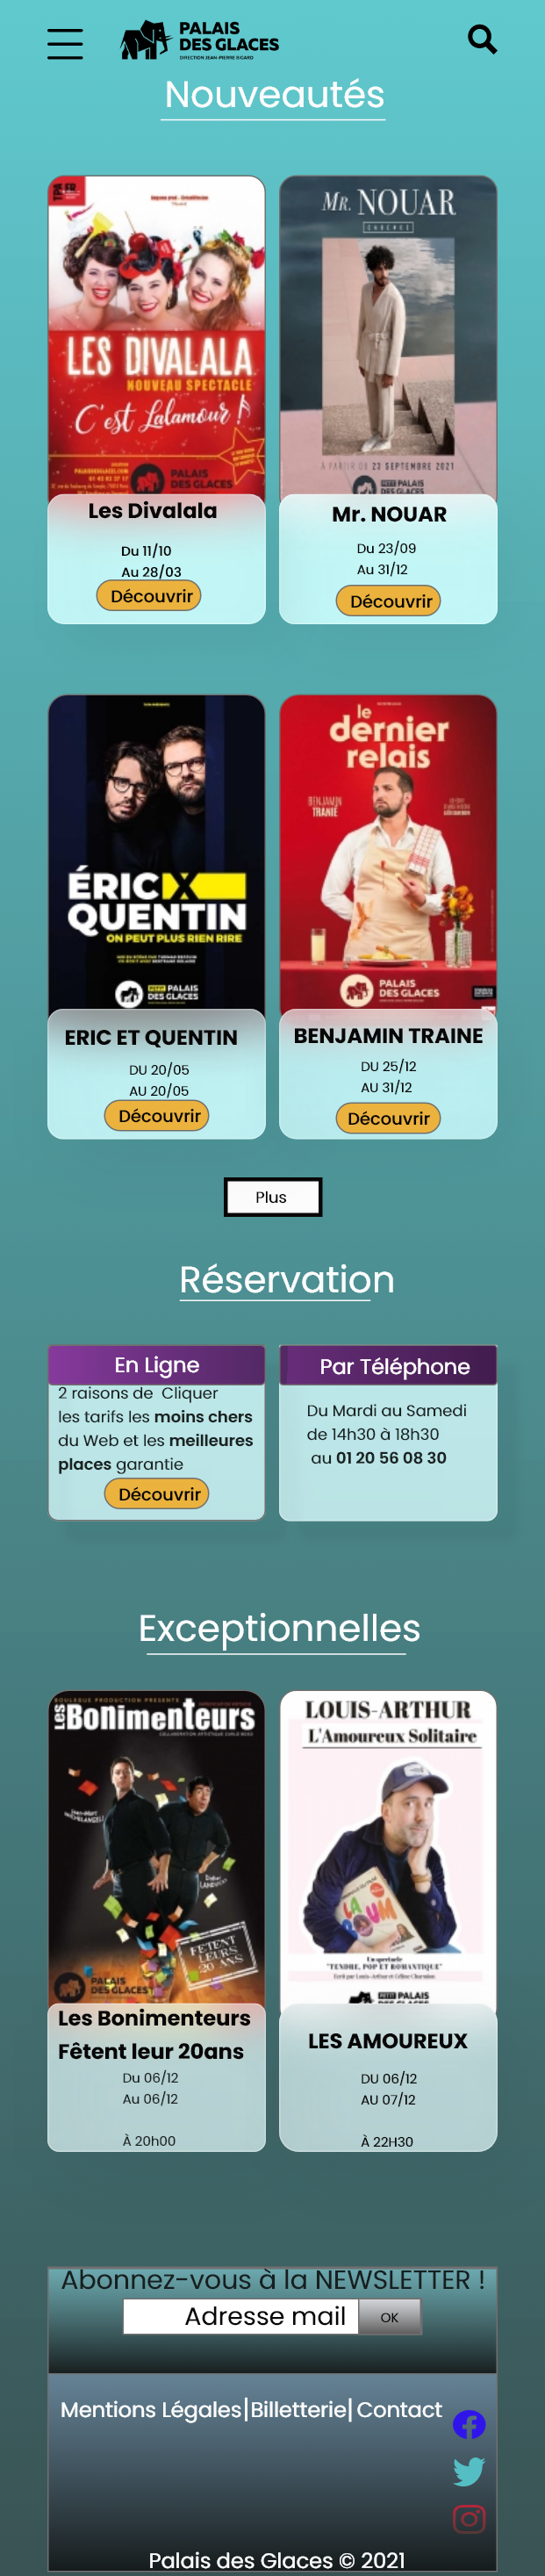 PALAIS
DES GLACES
DIRECTION JEAN-PIERRE BIGARD
Nouveautés
LES DIVALALA
NOUVEAU SPECTACLE
C'est Lalamour !
PALAIS
DES GLACES
Les Divalala
Du 11/10
Au 28/03
Découvrir
MR. NOUAR
CADENCE
À PARTIR DU 23 SEPTEMBRE 2021
PALAIS
DES GLACES
Mr. NOUAR
Du 23/09
Au 31/12
Découvrir
ÉRIC X
QUENTIN
ON PEUT PLUS RIEN RIRE
PETIT PALAIS
DES GLACES
ERIC ET QUENTIN
DU 20/05
AU 20/05
Découvrir
le
dernier
relais
BENJAMIN
TRANIÉ
PALAIS
DES GLACES
BENJAMIN TRAINE
DU 25/12
AU 31/12
Découvrir
Plus
Réservation
En Ligne
2 raisons de Cliquer
les tarifs les moins chers
du Web et les meilleures
places garantie
Découvrir
Par Téléphone
Du Mardi au Samedi
de 14h30 à 18h30
au 01 20 56 08 30
Exceptionnelles
BOULEGUE PRODUCTION PRESENTE
Les Bonimenteurs
FÊTENT
LEURS
20 ANS
PALAIS
DES GLACES
Les Bonimenteurs
Fêtent leur 20ans
Du 06/12
Au 06/12
À 20h00
LOUIS-ARTHUR
L'Amoureux Solitaire
Un spectacle
"TENDRE, POP ET ROMANTIQUE"
PALAIS
LES AMOUREUX
DU 06/12
AU 07/12
À 22H30
Abonnez-vous à la NEWSLETTER !
Adresse mail OK
Mentions Légales| Billetterie| Contact
Palais des Glaces © 2021